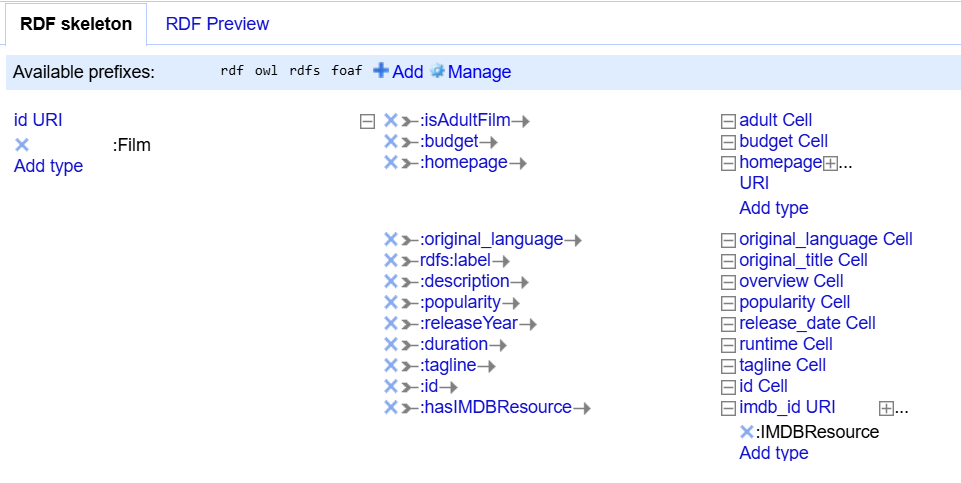 RDF skeleton RDF Preview
Available prefixes: rdf owl rdfs foaf Add Manage
id URI :isAdultFilm adult Cell
:Film :budget budget Cell
Add type :homepage homepage ...
URI
Add type
:original_language original_language Cell
rdfs:label original_title Cell
:description overview Cell
:popularity popularity Cell
:releaseYear release_date Cell
:duration runtime Cell
:tagline tagline Cell
:id id Cell
:hasIMDBResource imdb_id URI ...
:IMDBResource
Add type